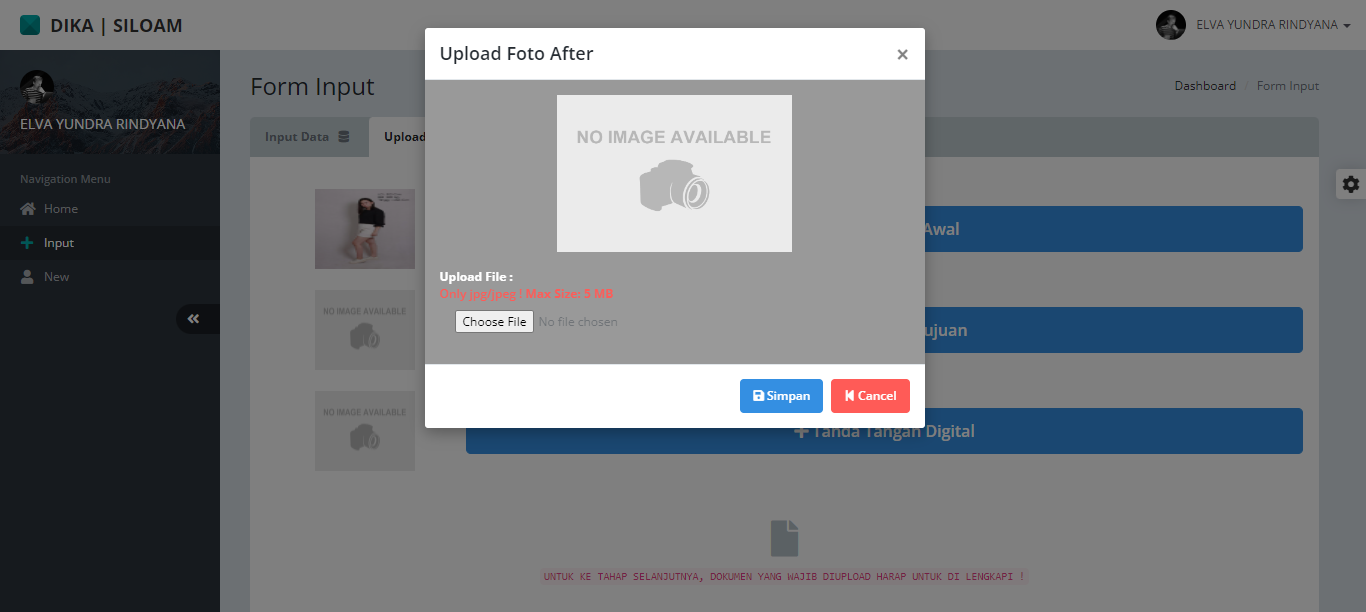 DIKA | SILOAM
ELVA YUNDRA RINDYANA
Upload Foto After
×
Form Input
Dashboard / Form Input
ELVA YUNDRA RINDYANA
Input Data
Upload
NO IMAGE AVAILABLE
Navigation Menu
Home
Input
New
Awal
Upload File :
Only jpg/jpeg ! Max Size: 5 MB
Choose File No file chosen
NO IMAGE AVAILABLE
ujuan
Simpan
Cancel
NO IMAGE AVAILABLE
Tanda Tangan Digital
UNTUK KE TAHAP SELANJUTNYA, DOKUMEN YANG WAJIB DIUPLOAD HARAP UNTUK DI LENGKAPI !